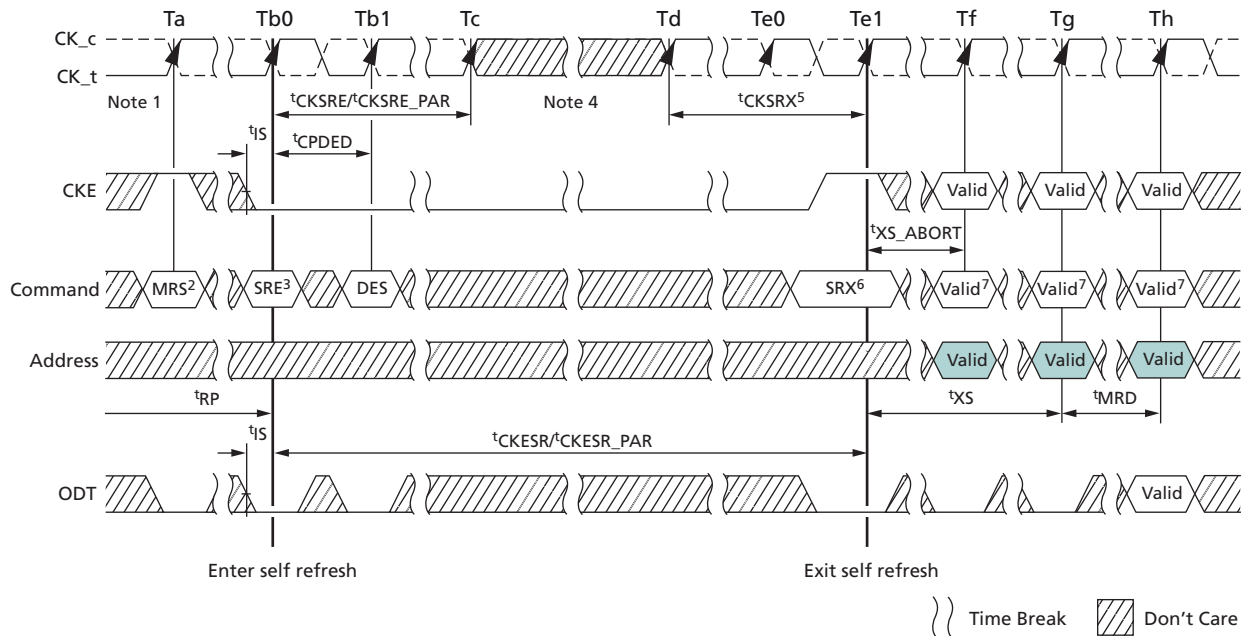 Ta Tb0 Tb1 Tc Td Te0 Te1 Tf Tg Th
CK_c
CK_t
Note 1 tCKSRE/tCKSRE_PAR Note 4 tCKSRX5
tIS tCPDED
CKE Valid Valid Valid
tXS_ABORT
Command MRS2 SRE3 DES SRX6 Valid7 Valid7 Valid7
Address Valid Valid Valid
tRP tXS tMRD
tIS tCKESR/tCKESR_PAR
ODT Valid
Enter self refresh Exit self refresh
Time Break Don't Care